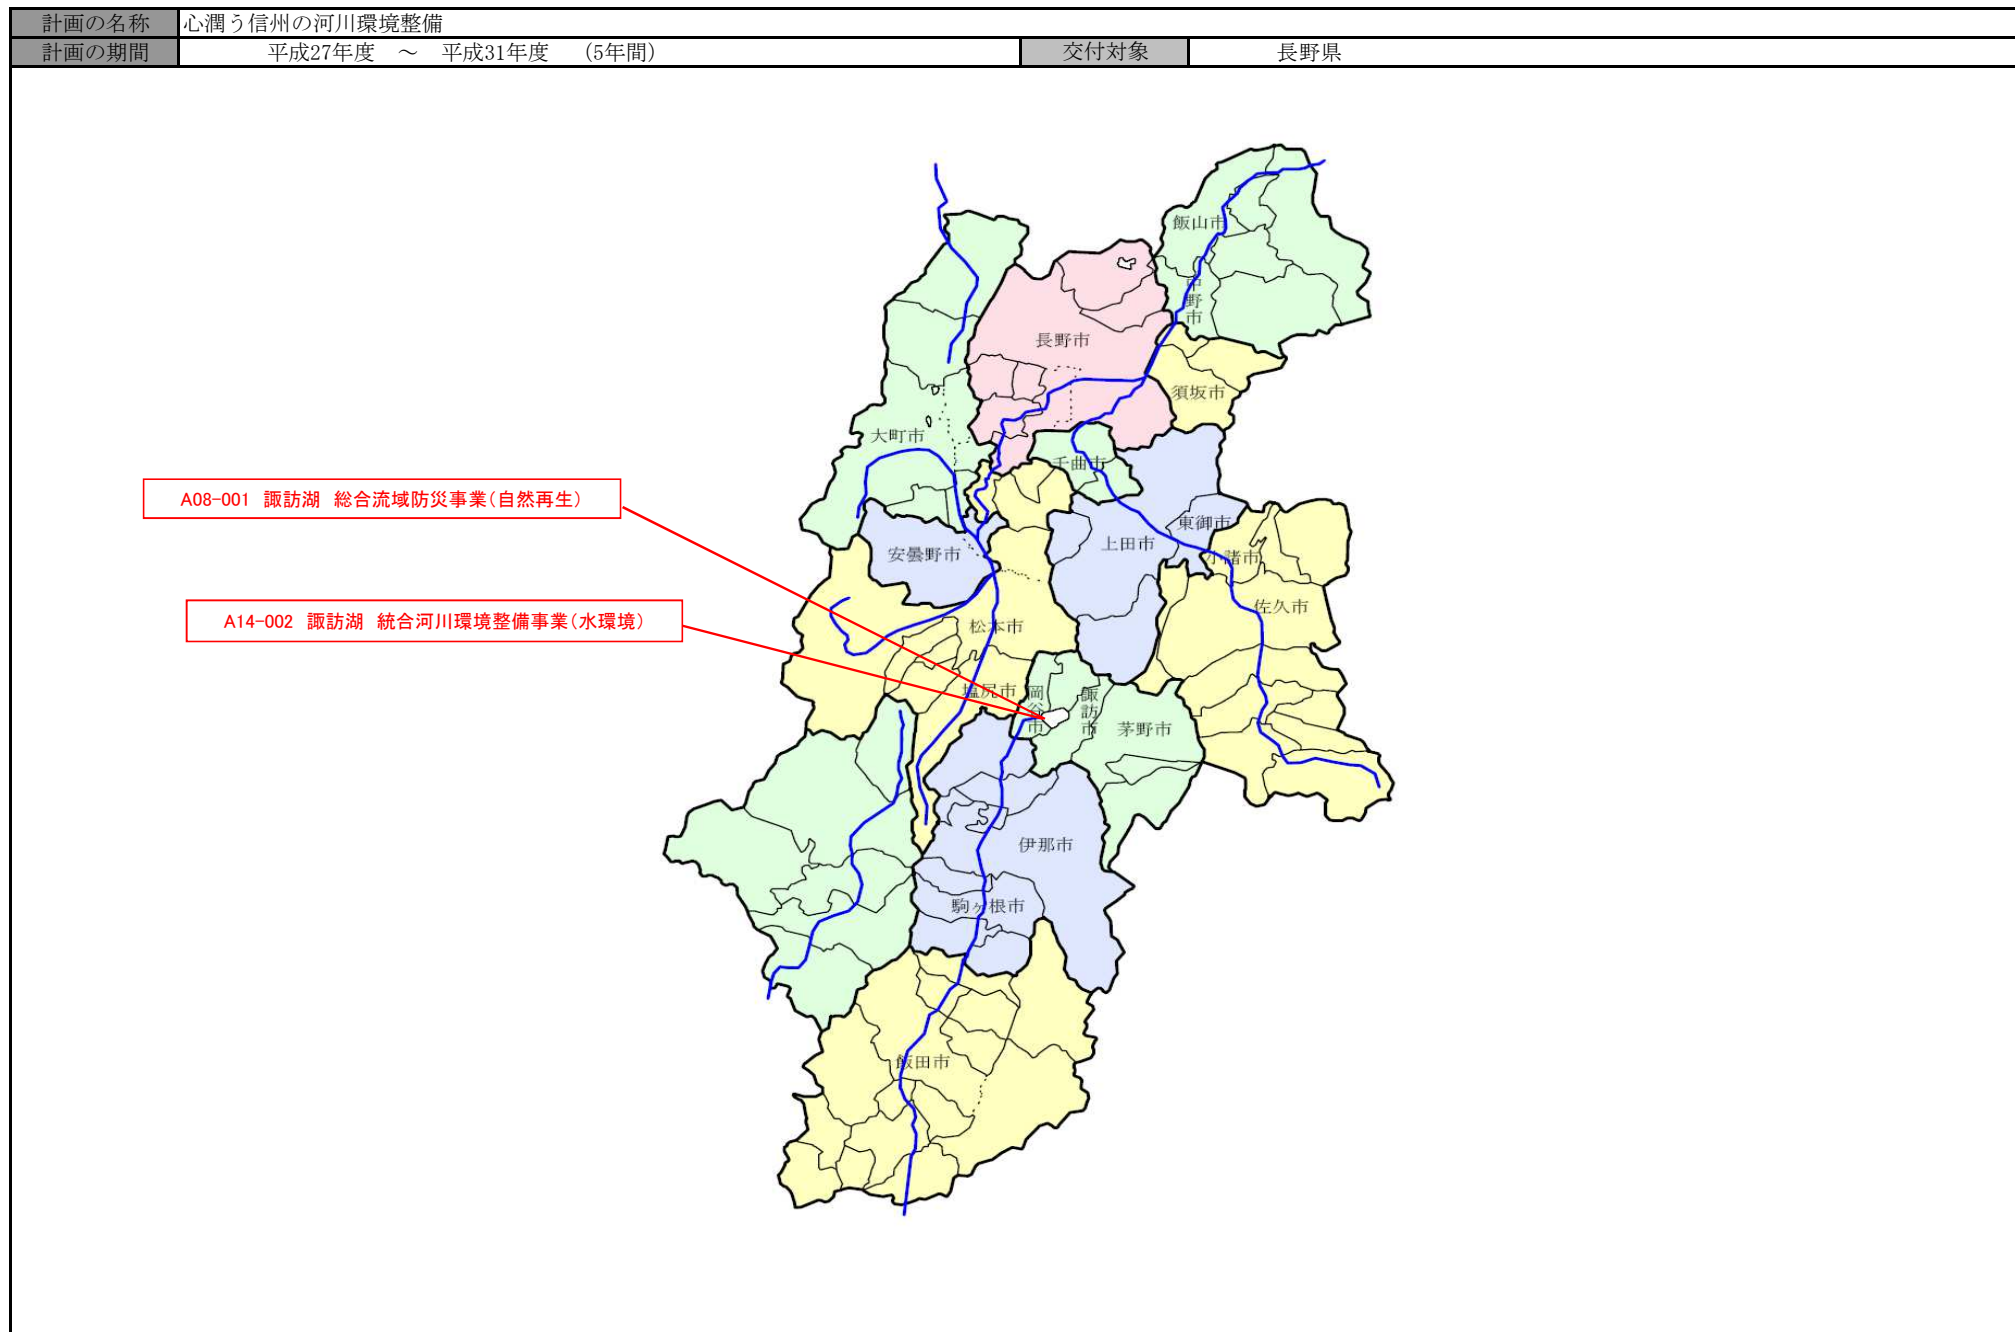 計画の名称 心潤う信州の河川環境整備
計画の期間 平成27年度 ～ 平成31年度 （5年間） 交付対象 長野県
飯山市
中野市
長野市
須坂市
大町市
千曲市
A08-001 諏訪湖 総合流域防災事業（自然再生）
東御市
上田市
安曇野市
小諸市
佐久市
A14-002 諏訪湖 統合河川環境整備事業（水環境）
松本市
塩尻市
岡谷市
諏訪市
茅野市
伊那市
駒ヶ根市
飯田市